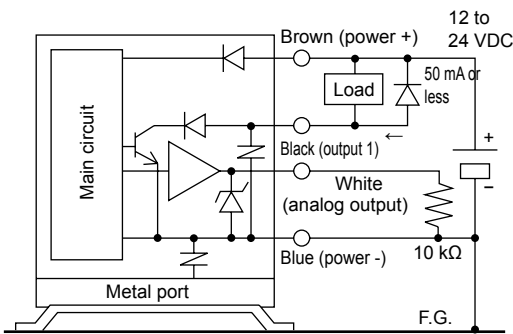 12 to
24 VDC
Brown (power +)
50 mA or
less
Load
Main circuit
Black (output 1)
←
+
White
(analog output)
−
10 kΩ
Blue (power -)
Metal port
F.G.